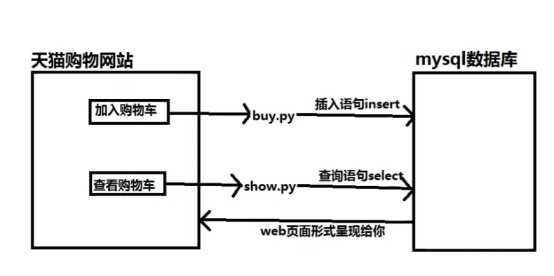 天猫购物网站
mysql数据库
加入购物车
buy.py
插入语句insert
查看购物车
show.py
查询语句select
web页面形式量现给你